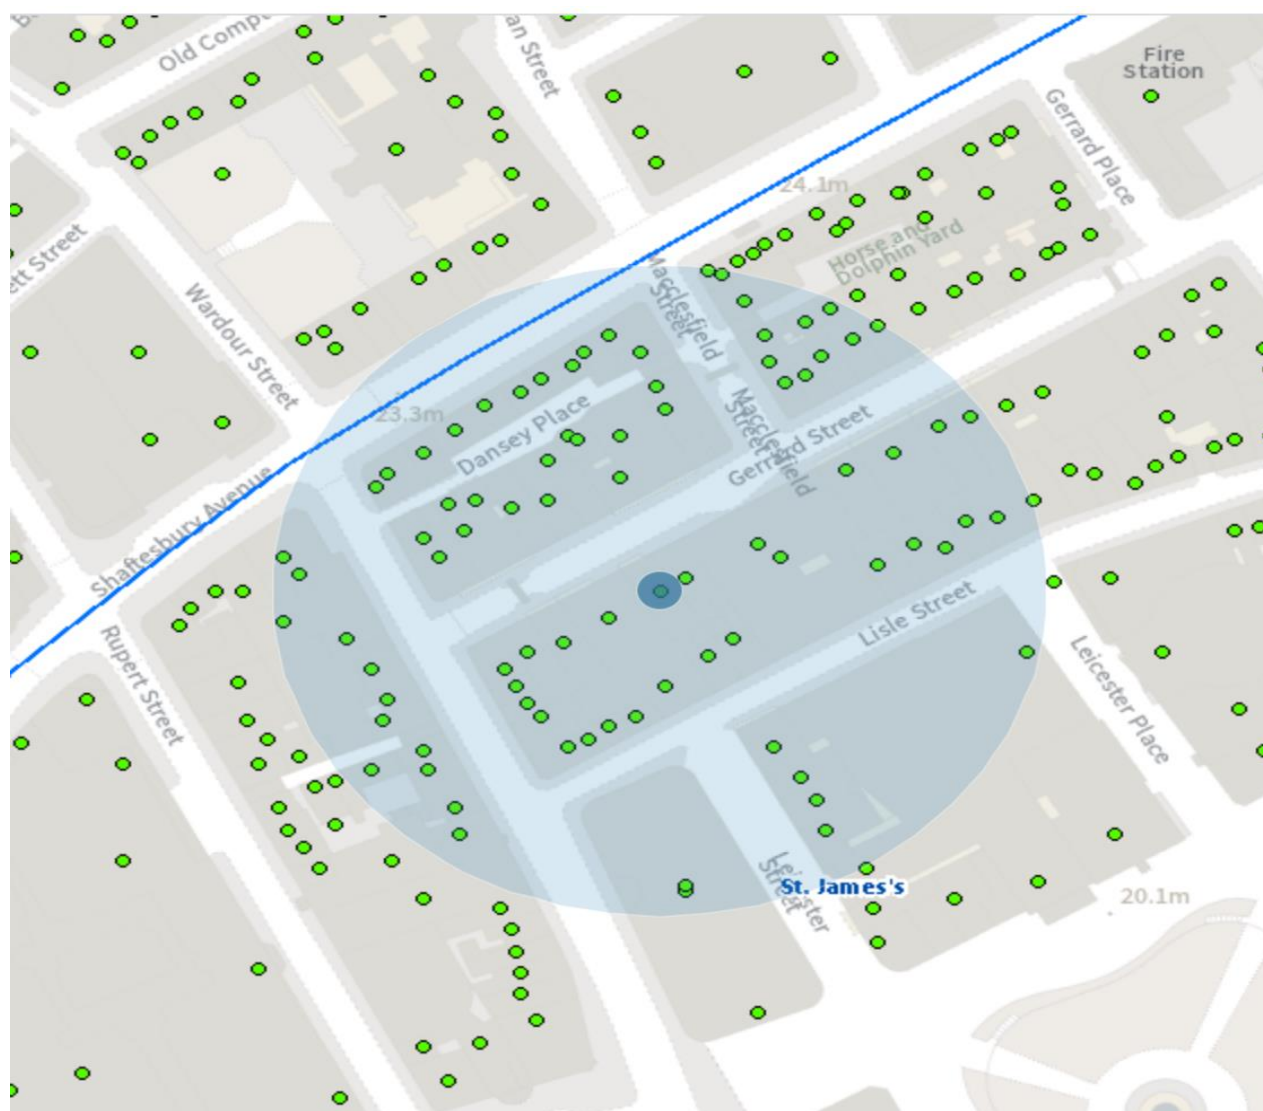 Old Comp
an Street
Fire
Station
Gerrard Place
24.1m
Horse and
Dolphin Yard
ett Street
Wardour Street
Macclesfield
Street
23.3m
Dansey Place
Macclesfield
Street
Gerrard Street
Shaftesbury Avenue
Lisle Street
Rupert Street
Leicester Place
Leicester
Street
St. James's
20.1m